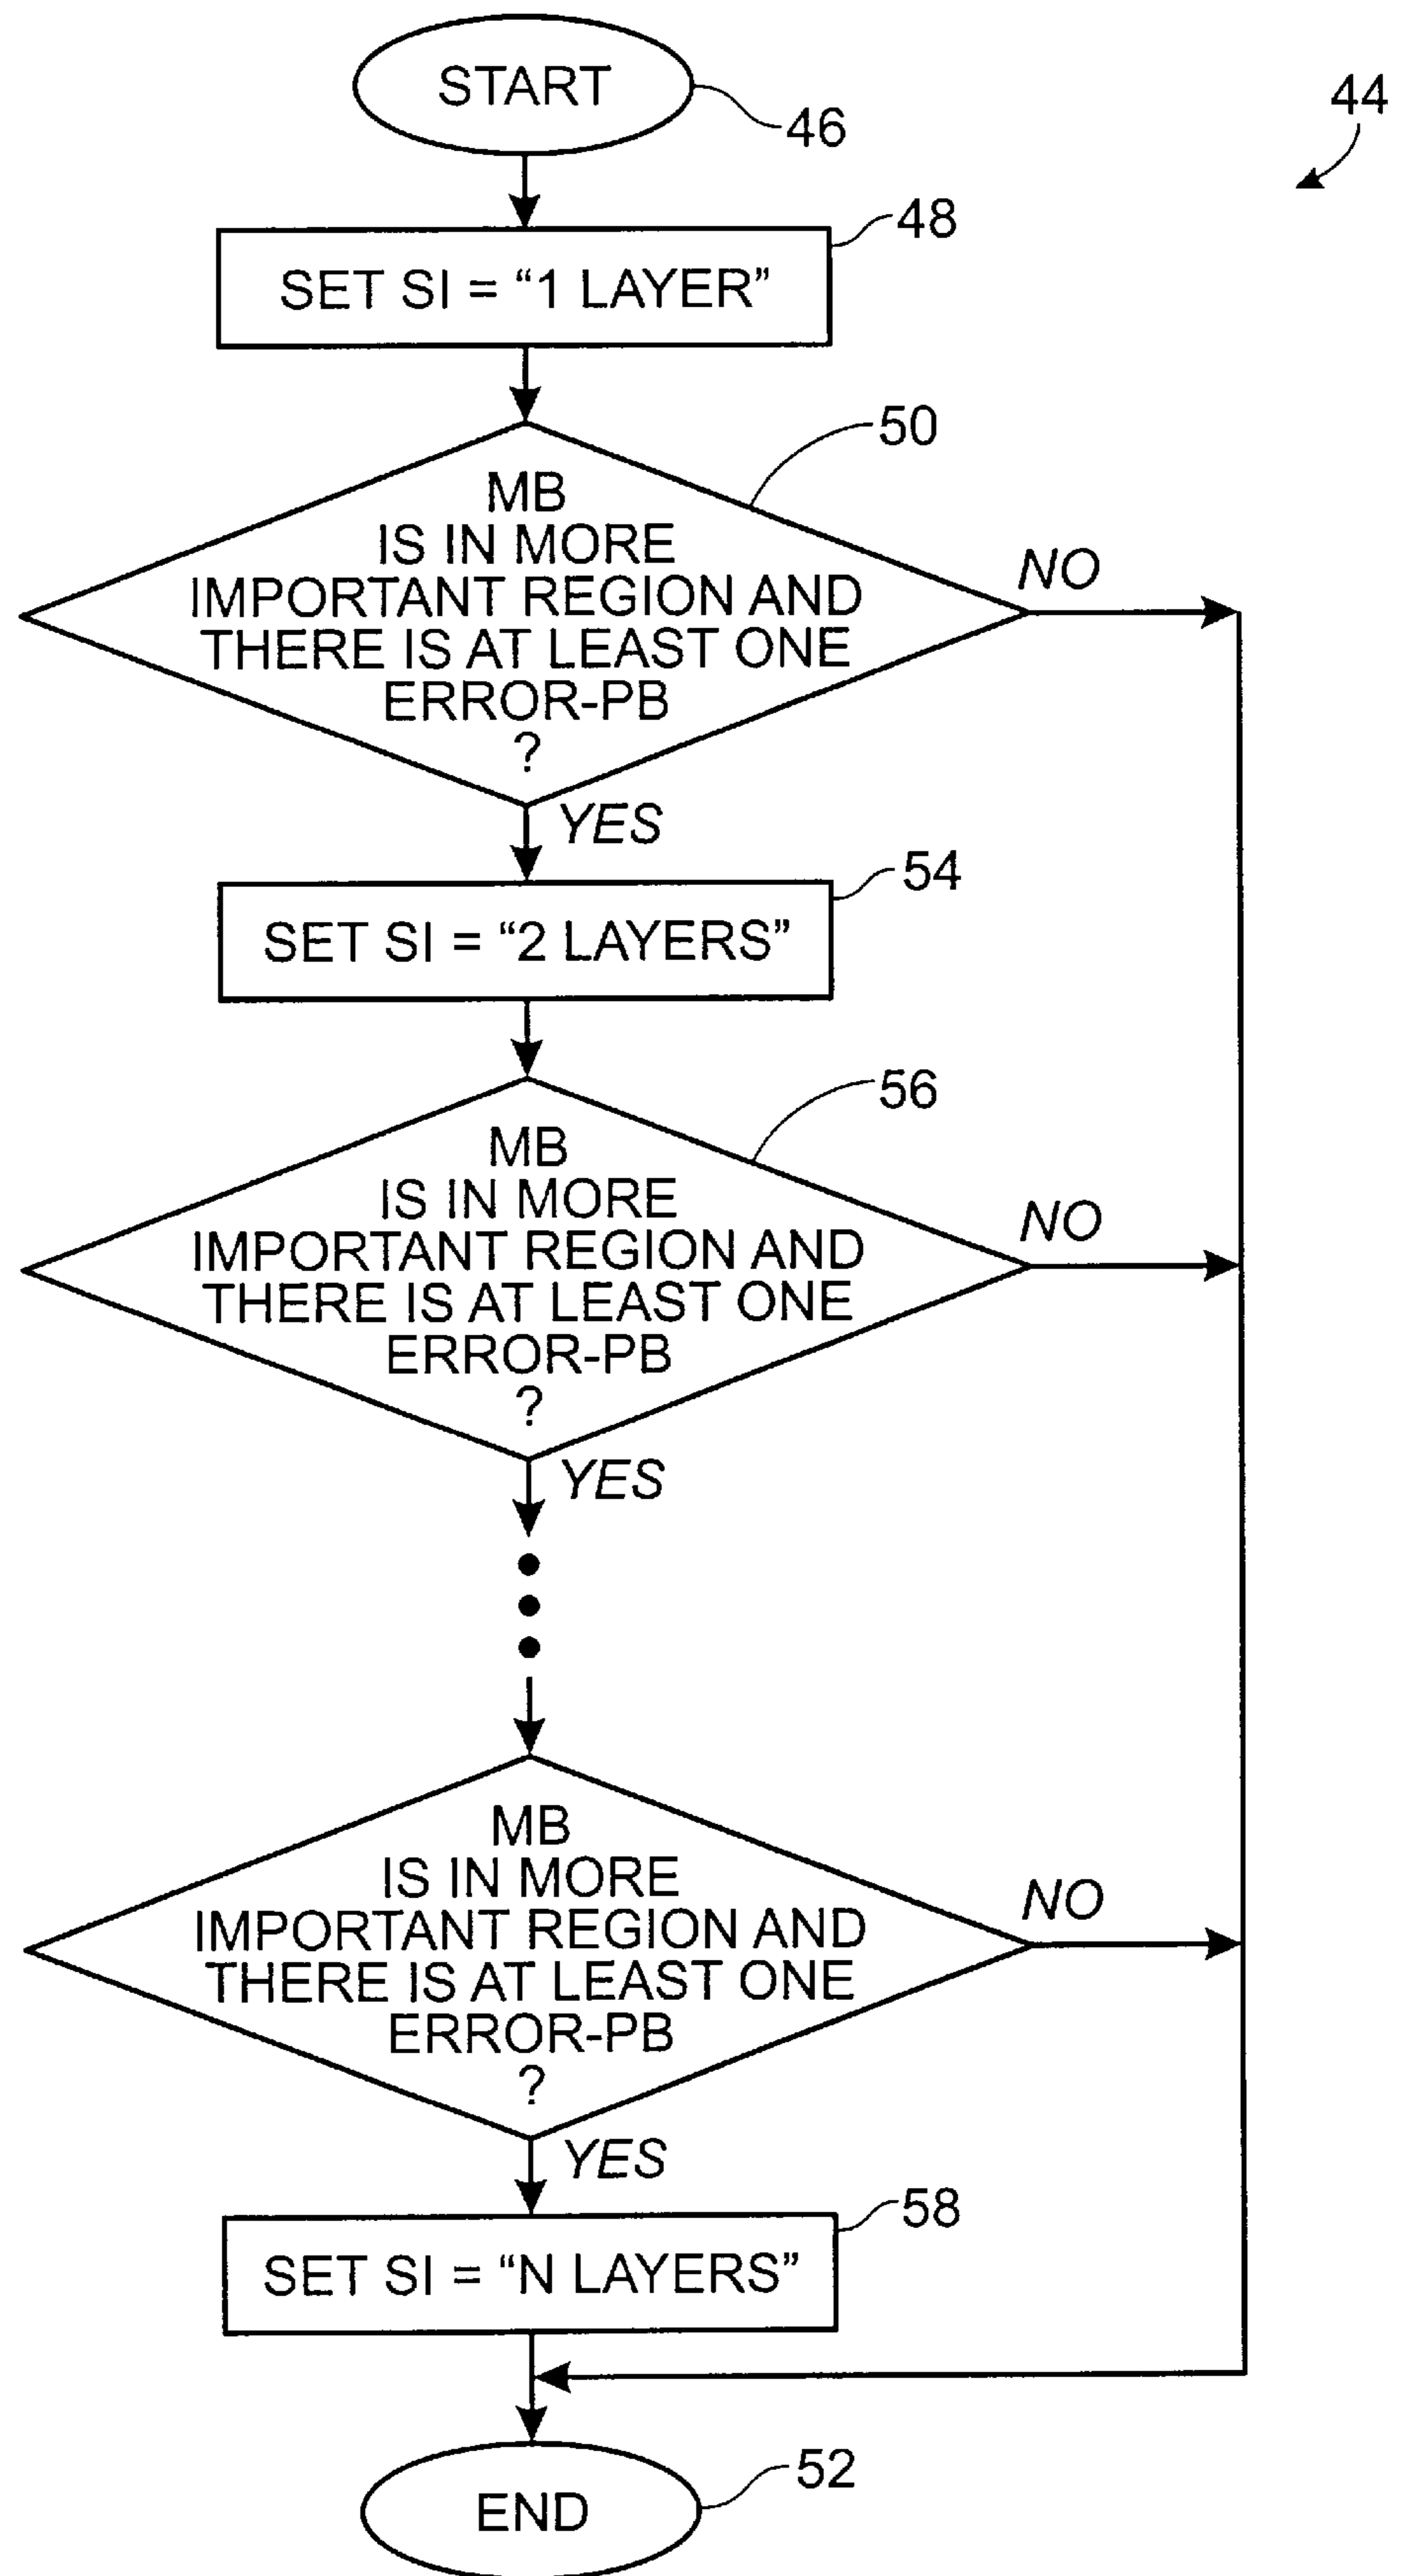 START
46
44
48
SET SI = “1 LAYER”
50
MB
IS IN MORE
IMPORTANT REGION AND
THERE IS AT LEAST ONE
ERROR-PB
?
NO
YES
54
SET SI = “2 LAYERS”
56
MB
IS IN MORE
IMPORTANT REGION AND
THERE IS AT LEAST ONE
ERROR-PB
?
NO
YES
MB
IS IN MORE
IMPORTANT REGION AND
THERE IS AT LEAST ONE
ERROR-PB
?
NO
YES
58
SET SI = “N LAYERS”
52
END